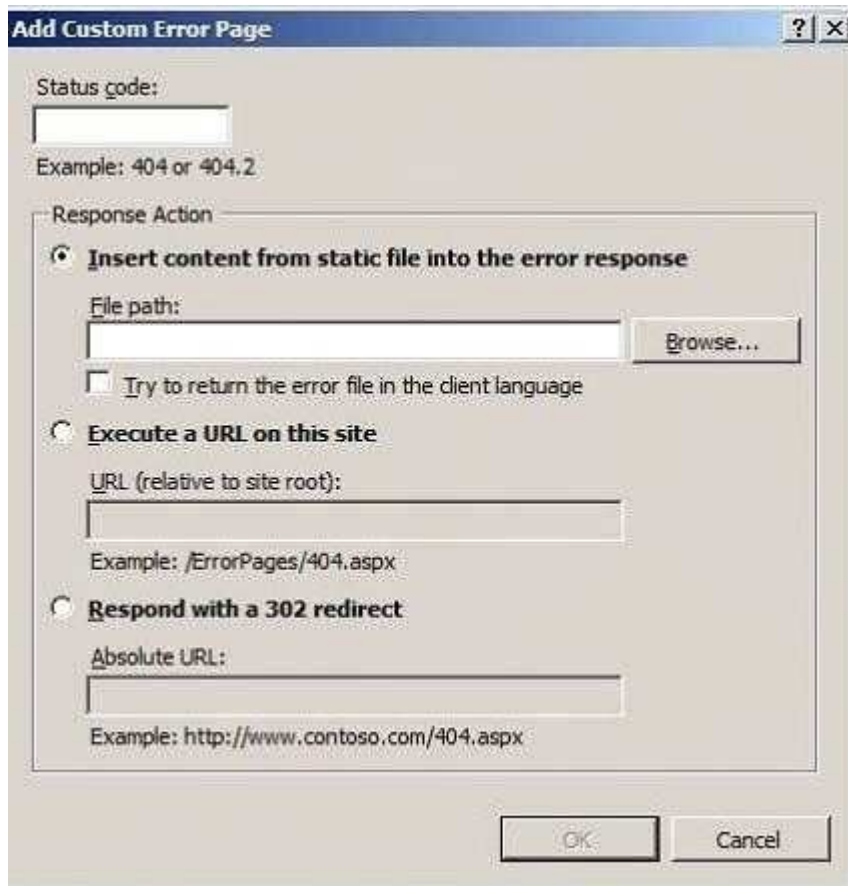 Add Custom Error Page
Status code:
Example: 404 or 404.2
Response Action
Insert content from static file into the error response
File path:
Browse...
Try to return the error file in the client language
Execute a URL on this site
URL (relative to site root):
Example: /ErrorPages/404.aspx
Respond with a 302 redirect
Absolute URL:
Example: http://www.contoso.com/404.aspx
OK Cancel